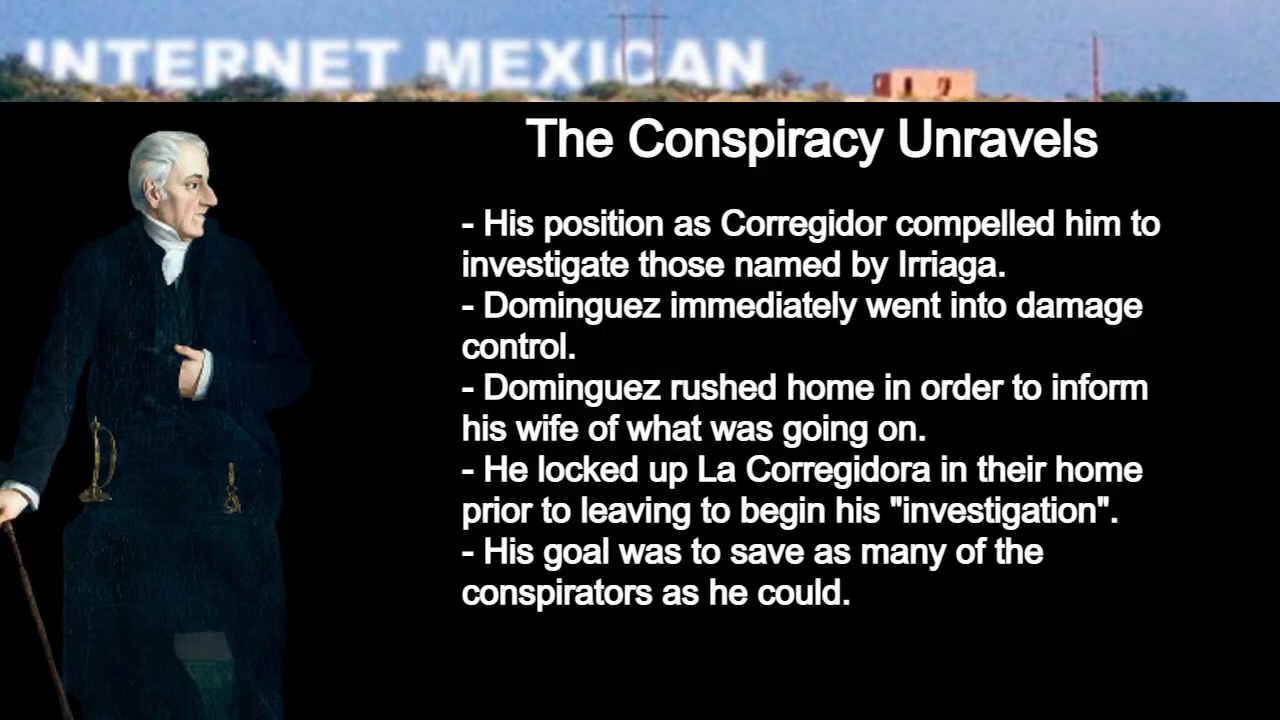 INTERNET MEXICAN
The Conspiracy Unravels
- His position as Corregidor compelled him to
investigate those named by Irriaga.
- Dominguez immediately went into damage
control.
- Dominguez rushed home in order to inform
his wife of what was going on.
- He locked up La Corregidora in their home
prior to leaving to begin his "investigation".
- His goal was to save as many of the
conspirators as he could.